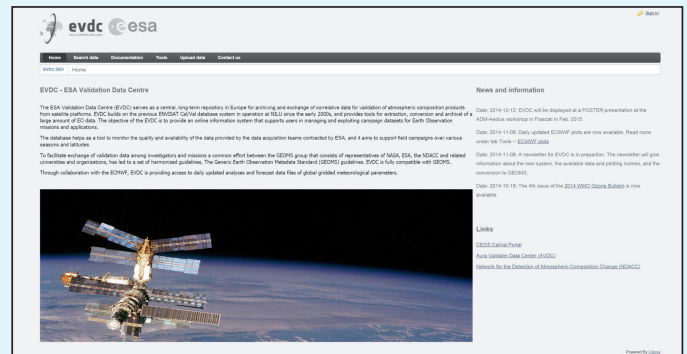 Sign In
evdc esa
Home Search data Documentation Tools Upload data Contact us
EVDC DEV Home
EVDC - ESA Validation Data Centre
The ESA Validation Data Centre (EVDC) serves as a central, long-term repository in Europe for archiving and exchange of correlative data for validation of atmospheric composition products
from satellite platforms. EVDC builds on the previous ENVISAT Cal/Val database system in operation at NILU since the early 2000s, and provides tools for extraction, conversion and archival of a
large amount of EO data. The objective of the EVDC is to provide an online information system that supports users in managing and exploiting campaign datasets for Earth Observation
missions and applications.
The database helps as a tool to monitor the quality and availability of the data provided by the data acquisition teams contracted by ESA, and it aims to support field campaigns over various
seasons and latitudes.
To facilitate exchange of validation data among investigators and missions a common effort between the GEOMS group that consists of representatives of NASA, ESA, the NDACC and related
universities and organizations, has led to a set of harmonized guidelines, The Generic Earth Observation Metadata Standard (GEOMS) guidelines. EVDC is fully compatible with GEOMS.
Through collaboration with the ECMWF, EVDC is providing access to daily updated analyses and forecast data files of global gridded meteorological parameters.
News and information
Date: 2014-12-12: EVDC will be displayed at a POSTER presentation at the
ADM-Aeolus workshop in Frascati in Feb. 2015.
Date: 2014-11-08: Daily updated ECMWF plots are now available. Read more
under tab Tools -- ECMWF plots
Date: 2014-11-08: A newsletter for EVDC is in prepartion. The newsletter will give
information about the new system, the available data and plotting rutines, and the
conversion to GEOMS.
Date: 2014-10-18: The 4th issue of the 2014 WMO Ozone Bulletin is now
available.
Links
CEOS Cal/Val Portal
Aura Validatin Data Center (AVDC)
Network for the Detection of Atmospheric Composition Change (NDACC)
Powered By Liferay